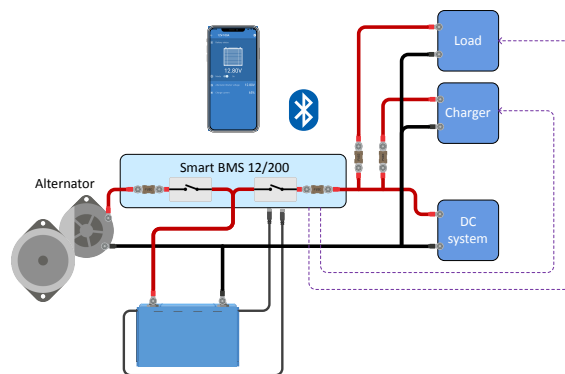 12.80V
Load
Charger
Smart BMS 12/200
Alternator
DC
system